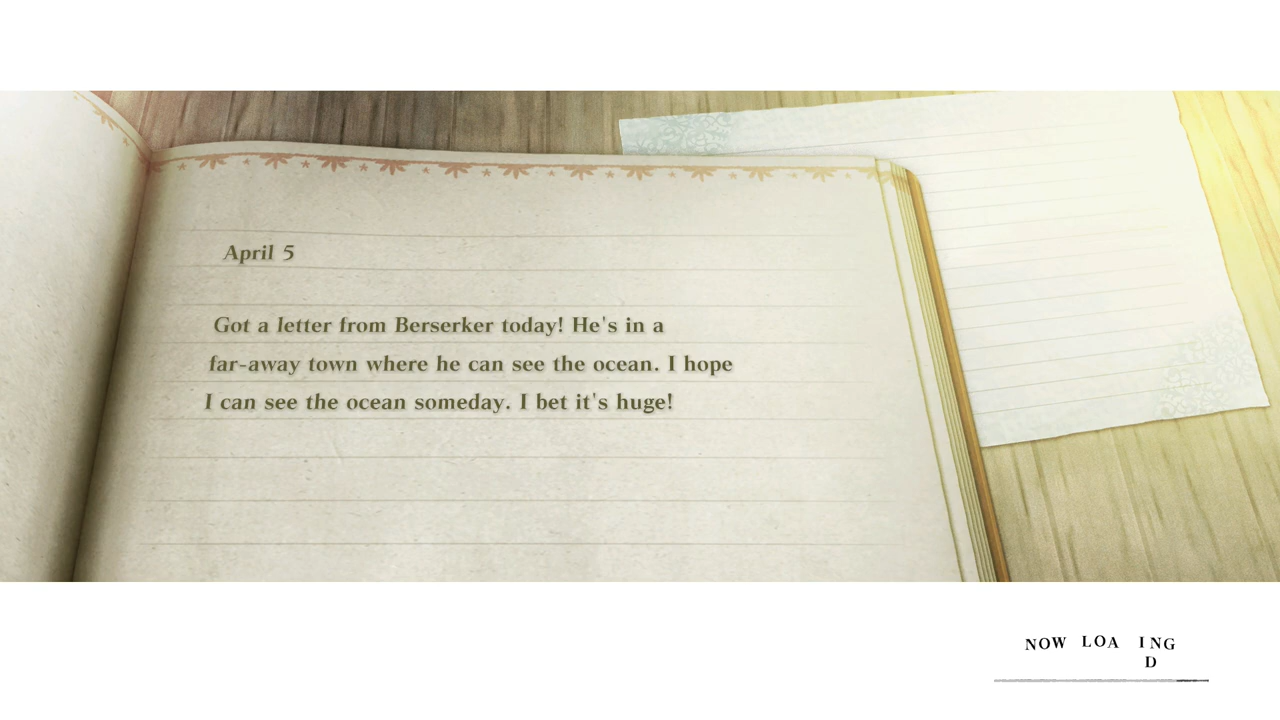 April 5
Got a letter from Berserker today! He's in a
far-away town where he can see the ocean. I hope
I can see the ocean someday. I bet it's huge!
NOW LOA ING
D